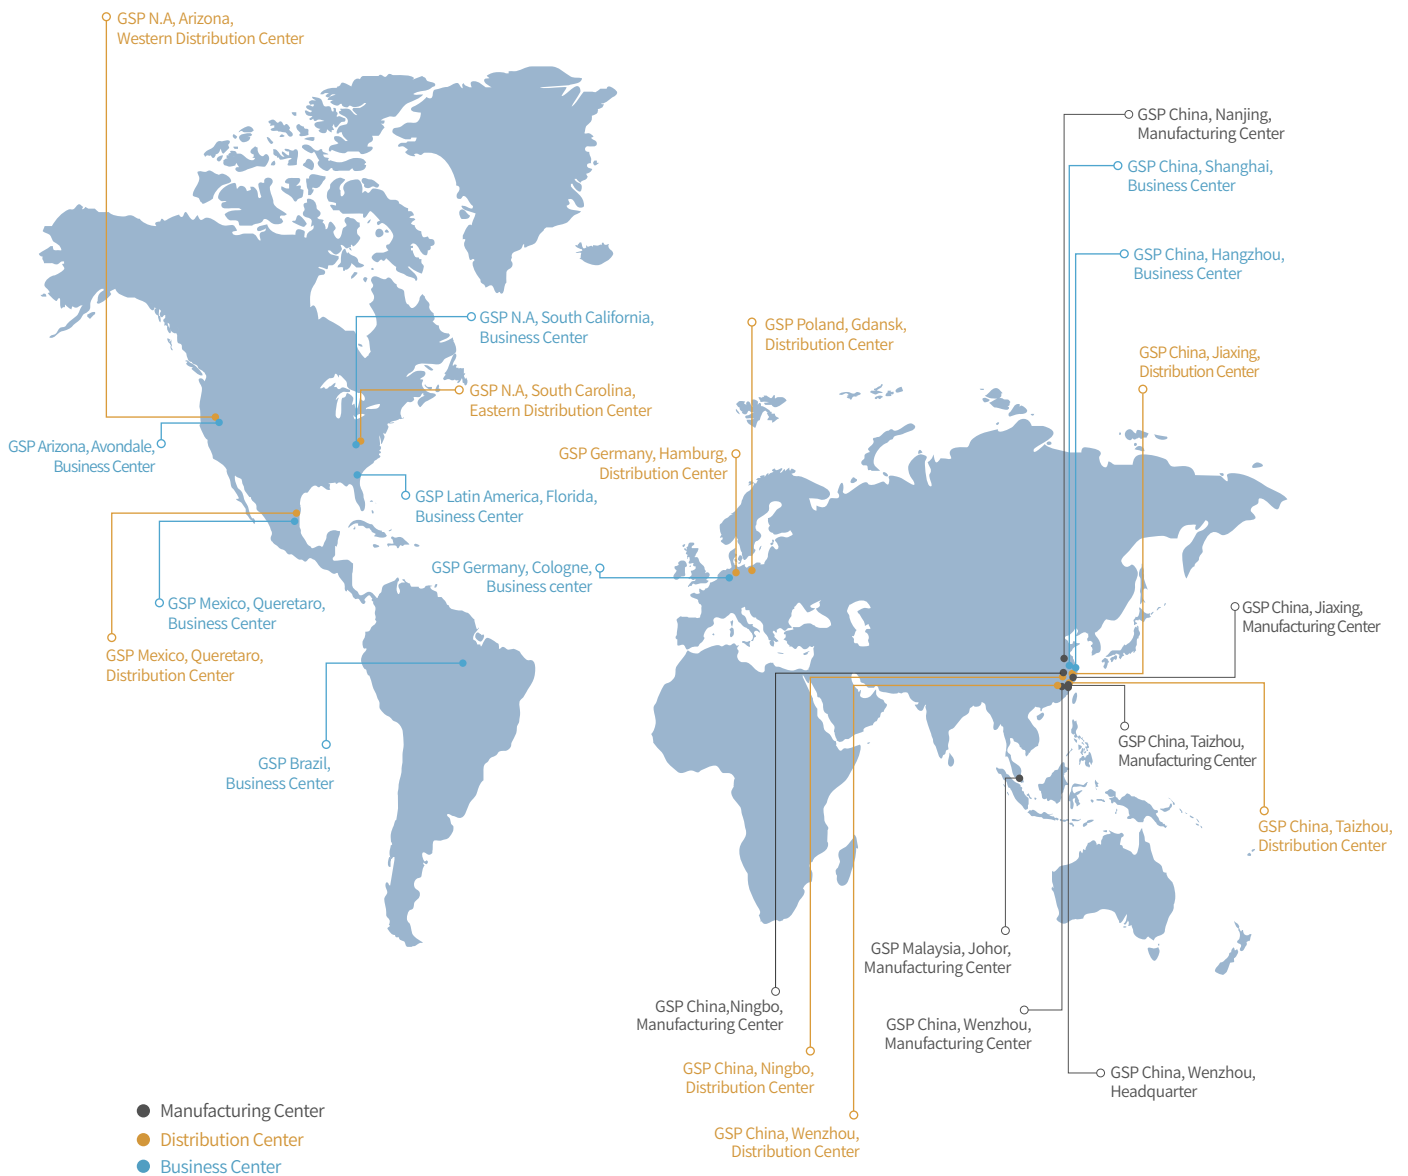 GSP N.A, Arizona,
Western Distribution Center
GSP China, Nanjing,
Manufacturing Center
GSP China, Shanghai,
Business Center
GSP China, Hangzhou,
Business Center
GSP N.A, South California,
Business Center
GSP Poland, Gdansk,
Distribution Center
GSP China, Jiaxing,
Distribution Center
GSP N.A, South Carolina,
Eastern Distribution Center
GSP Arizona, Avondale,
Business Center
GSP Germany, Hamburg,
Distribution Center
GSP Latin America, Florida,
Business Center
GSP Germany, Cologne,
Business center
GSP Mexico, Queretaro,
Business Center
GSP China, Jiaxing,
Manufacturing Center
GSP Mexico, Queretaro,
Distribution Center
GSP China, Taizhou,
Manufacturing Center
GSP Brazil,
Business Center
GSP China, Taizhou,
Distribution Center
GSP Malaysia, Johor,
Manufacturing Center
GSP China,Ningbo,
Manufacturing Center
GSP China, Wenzhou,
Manufacturing Center
GSP China, Ningbo,
Distribution Center
GSP China, Wenzhou,
Headquarter
GSP China, Wenzhou,
Distribution Center
Manufacturing Center
Distribution Center
Business Center